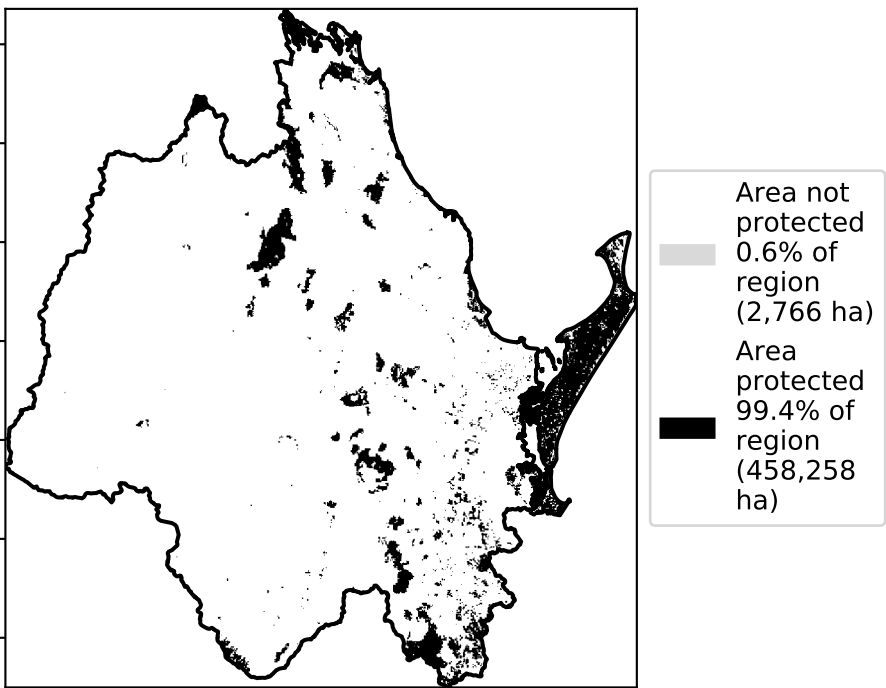 Area not
protected
0.6% of
region
(2,766 ha)
Area
protected
99.4% of
region
(458,258
ha)